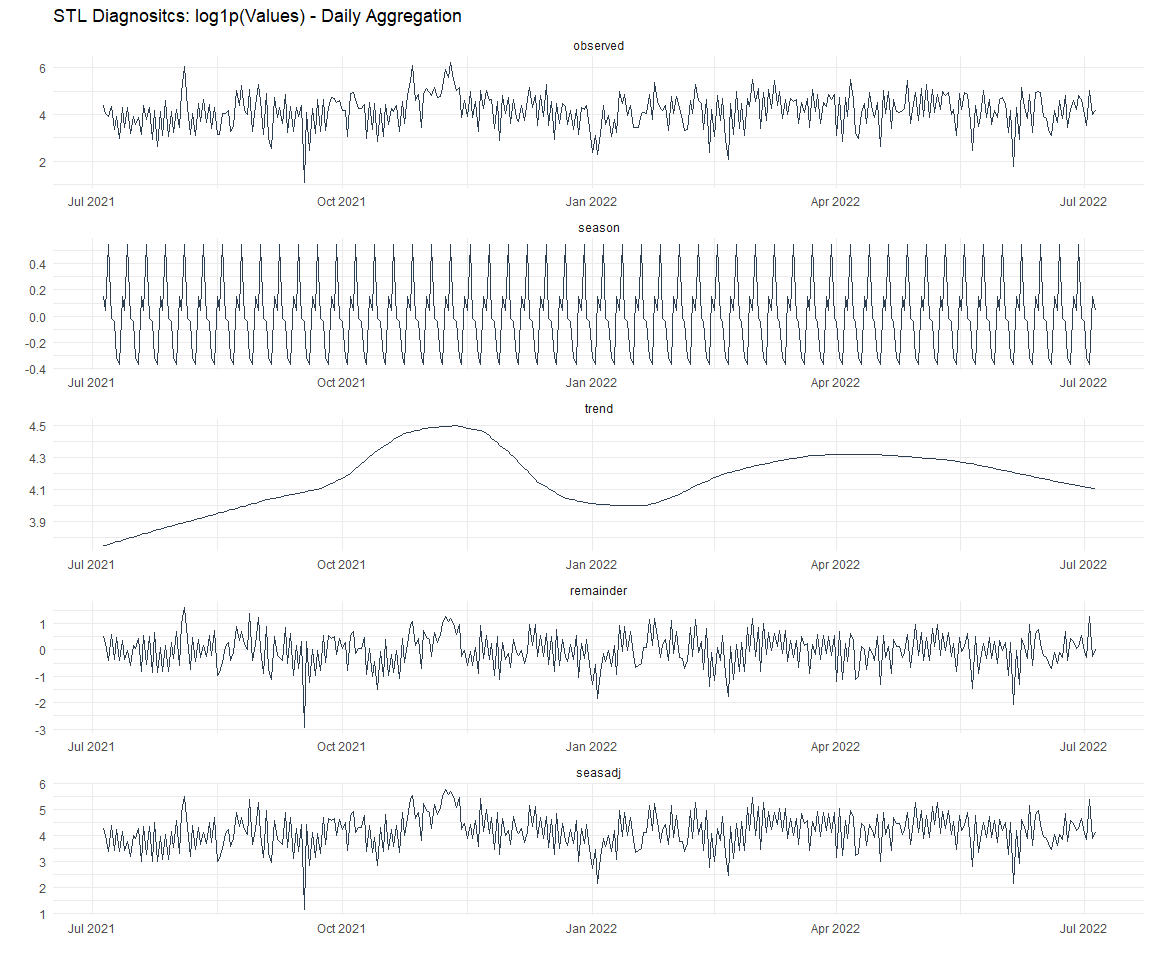 STL Diagnositcs: log1p(Values) - Daily Aggregation
observed
6
4
2
Jul 2021 Oct 2021 Jan 2022 Apr 2022 Jul 2022
season
0.4
0.2
0.0
-0.2
-0.4
Jul 2021 Oct 2021 Jan 2022 Apr 2022 Jul 2022
trend
4.5
4.3
4.1
3.9
Jul 2021 Oct 2021 Jan 2022 Apr 2022 Jul 2022
remainder
1
0
-1
-2
-3
Jul 2021 Oct 2021 Jan 2022 Apr 2022 Jul 2022
seasadj
6
5
4
3
2
1
Jul 2021 Oct 2021 Jan 2022 Apr 2022 Jul 2022